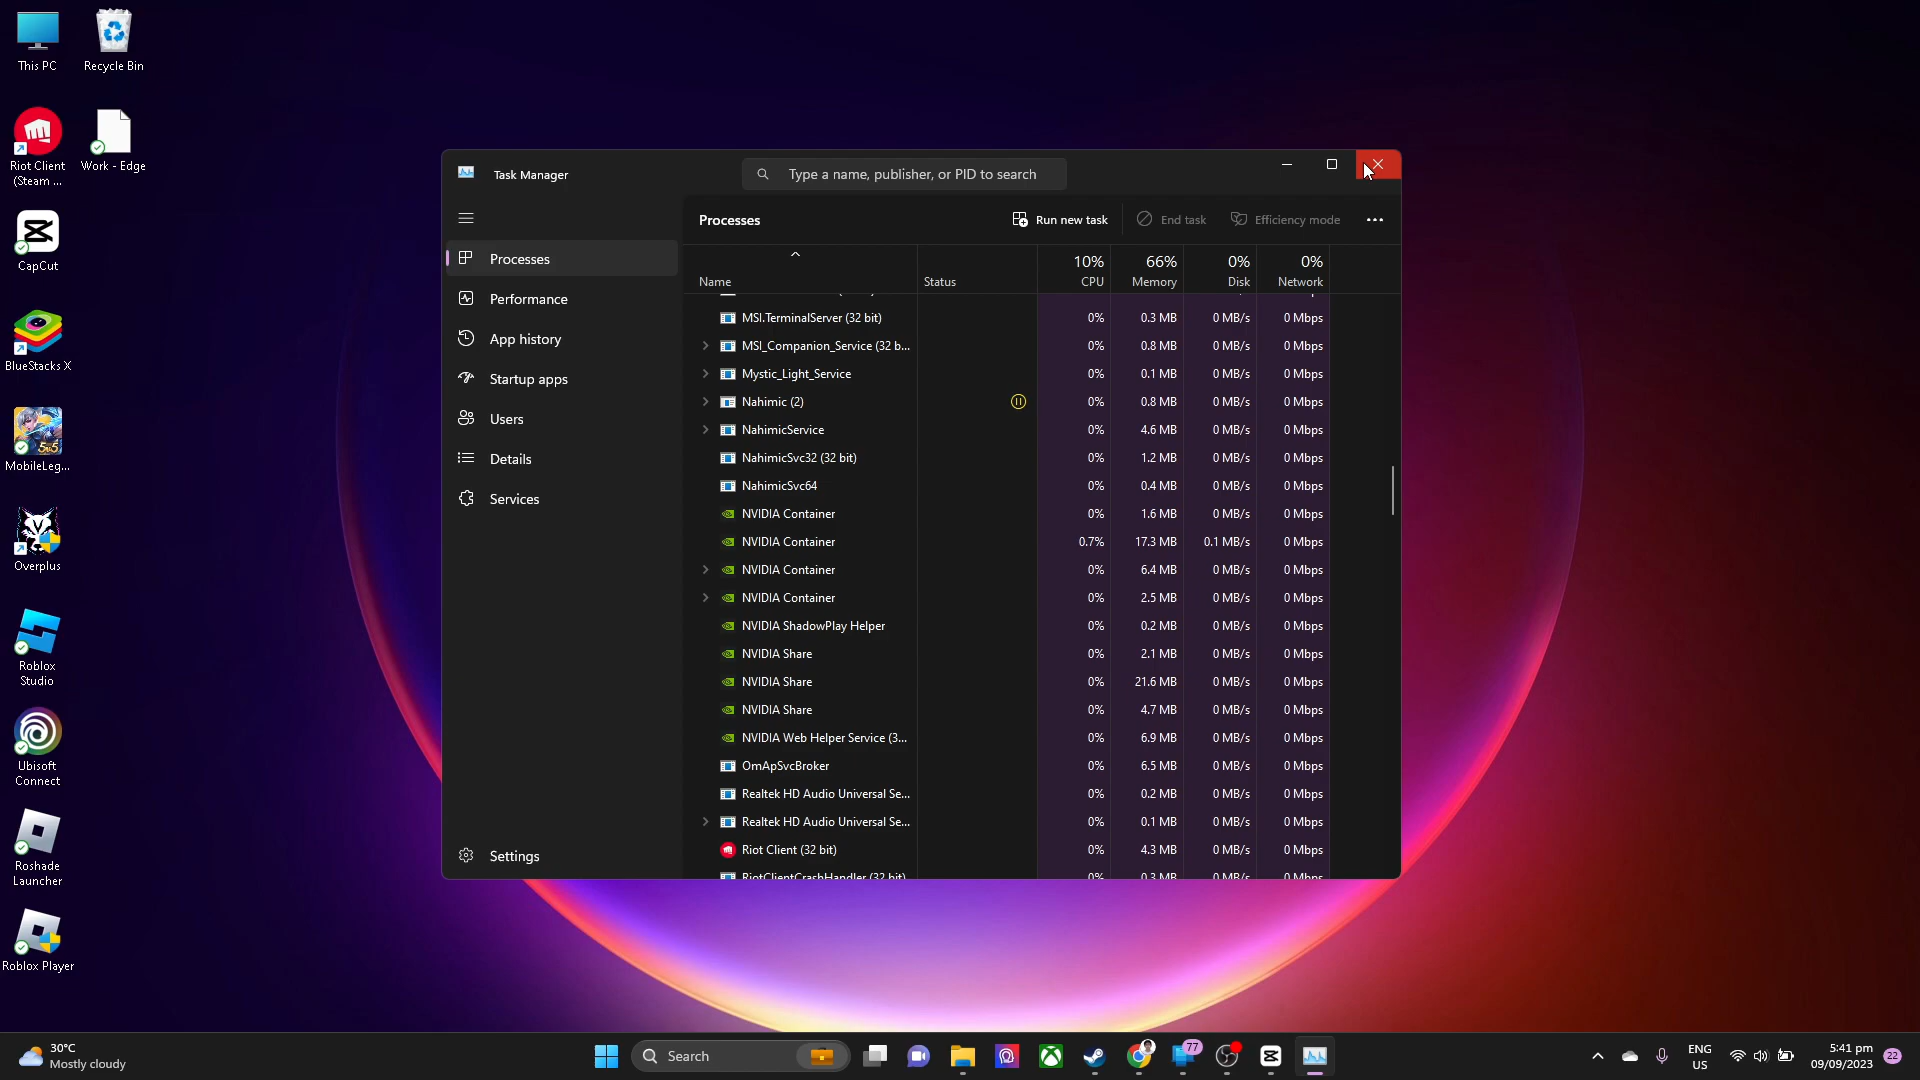 This PC
Recycle Bin
Riot Client
(Steam ...
Work - Edge
CapCut
BlueStacks X
MobileLeg...
Overplus
Roblox
Studio
Ubisoft
Connect
Roshade
Launcher
Roblox Player
Task Manager
Type a name, publisher, or PID to search
Processes
Performance
App history
Startup apps
Users
Details
Services
Settings
Processes
Run new task
End task
Efficiency mode
10% 66% 0% 0%
Name Status CPU Memory Disk Network
MSI.TerminalServer (32 bit) 0% 0.3 MB 0 MB/s 0 Mbps
MSI_Companion_Service (32 b... 0% 0.8 MB 0 MB/s 0 Mbps
Mystic_Light_Service 0% 0.1 MB 0 MB/s 0 Mbps
Nahimic (2) 0% 0.8 MB 0 MB/s 0 Mbps
NahimicService 0% 4.6 MB 0 MB/s 0 Mbps
NahimicSvc32 (32 bit) 0% 1.2 MB 0 MB/s 0 Mbps
NahimicSvc64 0% 0.4 MB 0 MB/s 0 Mbps
NVIDIA Container 0% 1.6 MB 0 MB/s 0 Mbps
NVIDIA Container 0.7% 17.3 MB 0.1 MB/s 0 Mbps
NVIDIA Container 0% 6.4 MB 0 MB/s 0 Mbps
NVIDIA Container 0% 2.5 MB 0 MB/s 0 Mbps
NVIDIA ShadowPlay Helper 0% 0.2 MB 0 MB/s 0 Mbps
NVIDIA Share 0% 2.1 MB 0 MB/s 0 Mbps
NVIDIA Share 0% 21.6 MB 0 MB/s 0 Mbps
NVIDIA Share 0% 4.7 MB 0 MB/s 0 Mbps
NVIDIA Web Helper Service (3... 0% 6.9 MB 0 MB/s 0 Mbps
OmApSvcBroker 0% 6.5 MB 0 MB/s 0 Mbps
Realtek HD Audio Universal Se... 0% 0.2 MB 0 MB/s 0 Mbps
Realtek HD Audio Universal Se... 0% 0.1 MB 0 MB/s 0 Mbps
Riot Client (32 bit) 0% 4.3 MB 0 MB/s 0 Mbps
RiotClientCrashHandler (32 bit) 0% 0.3 MB 0 MB/s 0 Mbps
30°C
Mostly cloudy
Search
77
ENG
US
5:41 pm
09/09/2023
22